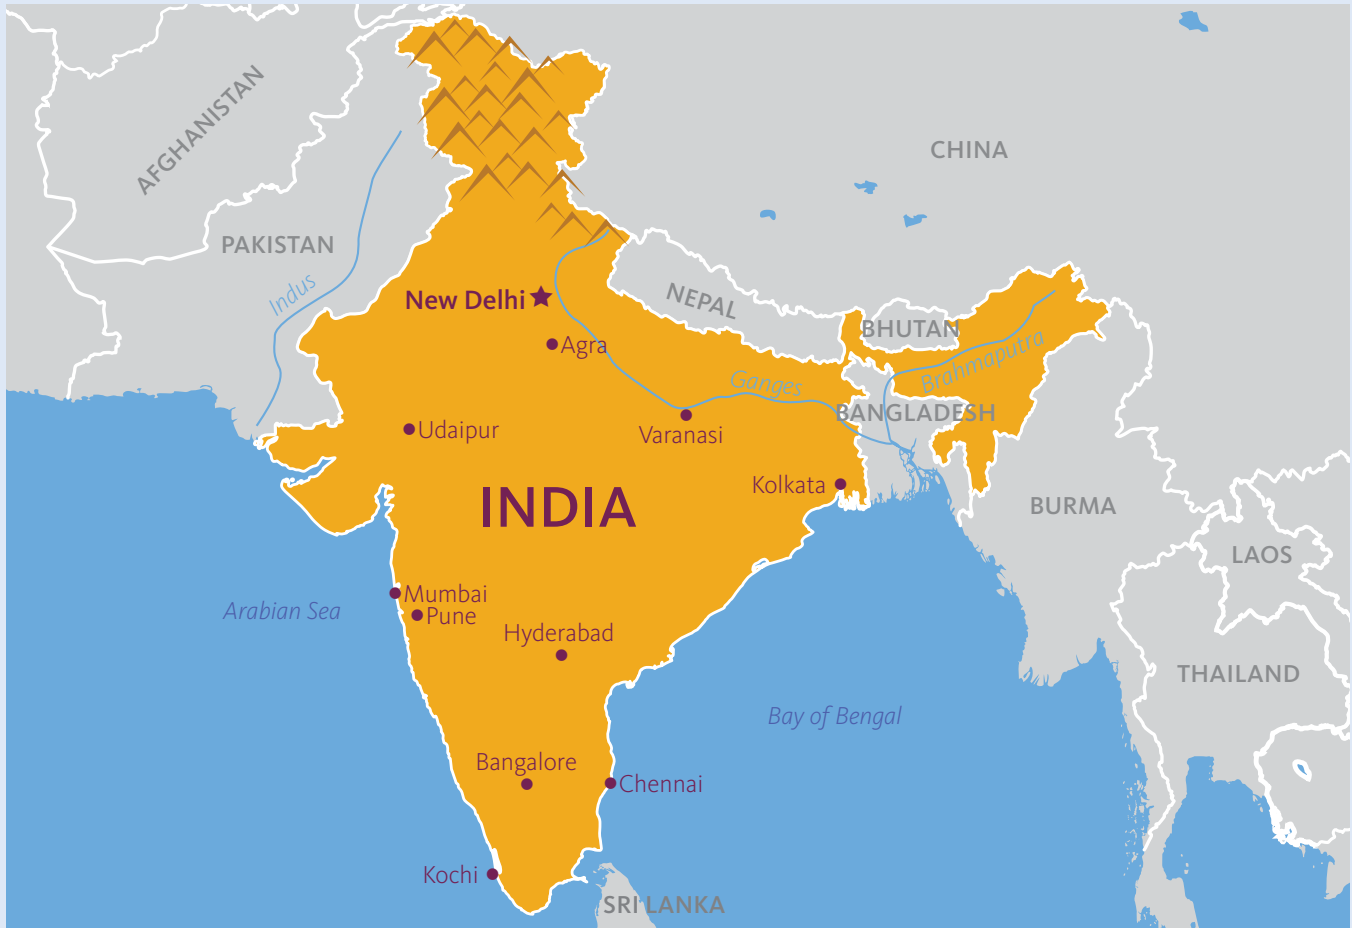 AFGHANISTAN
CHINA
PAKISTAN
Indus
New Delhi
NEPAL
BHUTAN
Agra
Brahmaputra
Ganges
BANGLADESH
Udaipur
Varanasi
Kolkata
INDIA
BURMA
LAOS
Mumbai
Arabian Sea
Pune
Hyderabad
THAILAND
Bay of Bengal
Bangalore
Chennai
Kochi
SRI LANKA